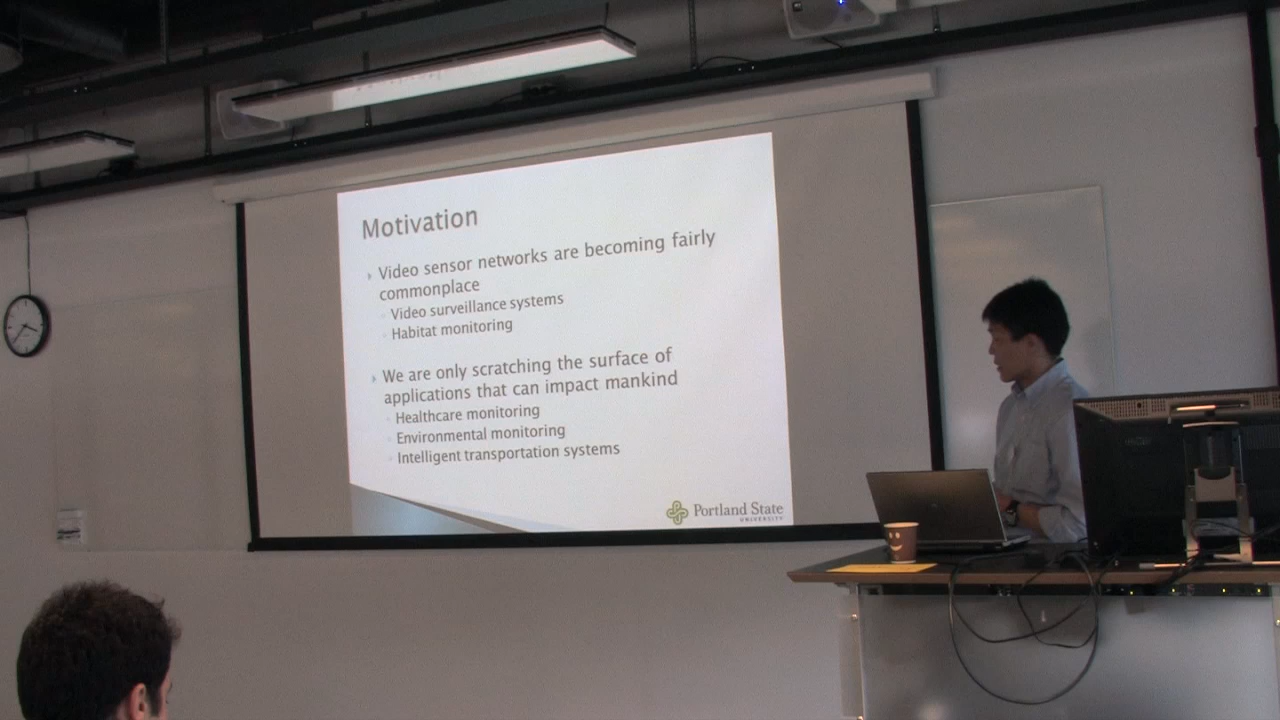 Motivation
Video sensor networks are becoming fairly
commonplace
Video surveillance systems
Habitat monitoring
We are only scratching the surface of
applications that can impact mankind
Healthcare monitoring
Environmental monitoring
Intelligent transportation systems
Portland State
UNIVERSITY